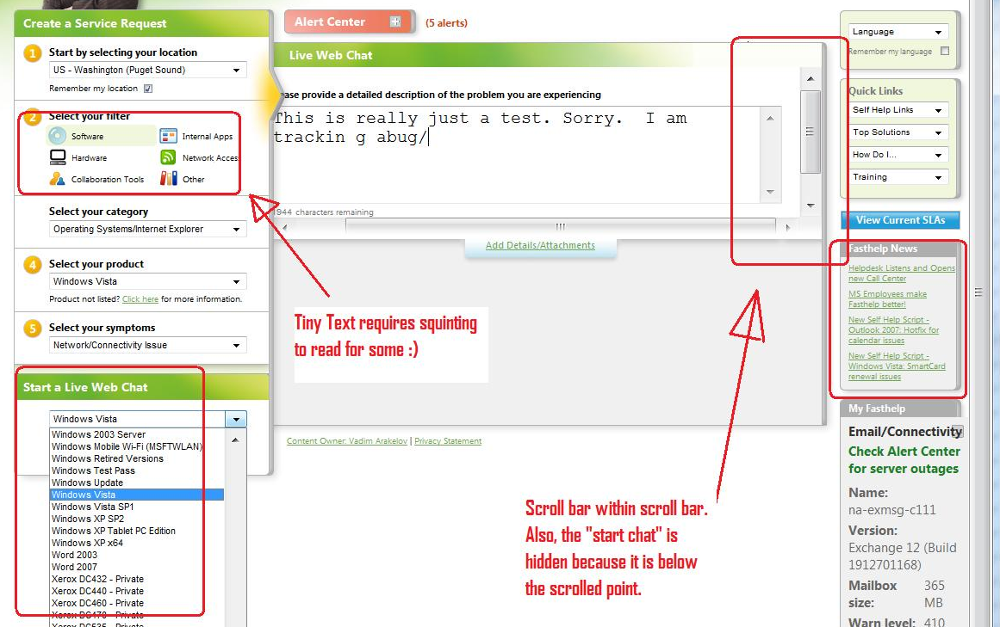 Create a Service Request
1 Start by selecting your location
US - Washington (Puget Sound)
Remember my location
2 Select your filter
Software Internal Apps
Hardware Network Acces
Collaboration Tools Other
Select your category
Operating Systems/Internet Explorer
4 Select your product
Windows Vista
Product not listed? Click here for more information.
5 Select your symptoms
Network/Connectivity Issue
Start a Live Web Chat
Windows Vista
Windows 2003 Server
Windows Mobile Wi-Fi (MSFTWLAN)
Windows Retired Versions
Windows Test Pass
Windows Update
Windows Vista
Windows Vista SP1
Windows XP SP2
Windows XP Tablet PC Edition
Windows XP x64
Word 2003
Word 2007
Xerox DC432 - Private
Xerox DC440 - Private
Xerox DC460 - Private
Xerox DC470 - Private
Xerox DC535 - Private
Alert Center (5 alerts)
Live Web Chat
ase provide a detailed description of the problem you are experiencing
This is really just a test. Sorry.  I am
trackin g abug/
944 characters remaining
Add Details/Attachments
Tiny Text requires squinting
to read for some :)
Content Owner: Vadim Arakelov | Privacy Statement
Scroll bar within scroll bar.
Also, the "start chat" is
hidden because it is below
the scrolled point.
Language
Remember my language
Quick Links
Self Help Links
Top Solutions
How Do I...
Training
View Current SLAs
Fasthelp News
Helpdesk Listens and Opens
new Call Center
MS Employees make
Fasthelp better!
New Self Help Script -
Outlook 2007: Hotfix for
calendar issues
New Self Help Script -
Windows Vista: SmartCard
renewal issues
My Fasthelp
Email/Connectivity
Check Alert Center
for server outages
Name:
na-exmsg-c111
Version:
Exchange 12 (Build
1912701168)
Mailbox 365
size: MB
Warn level: 410